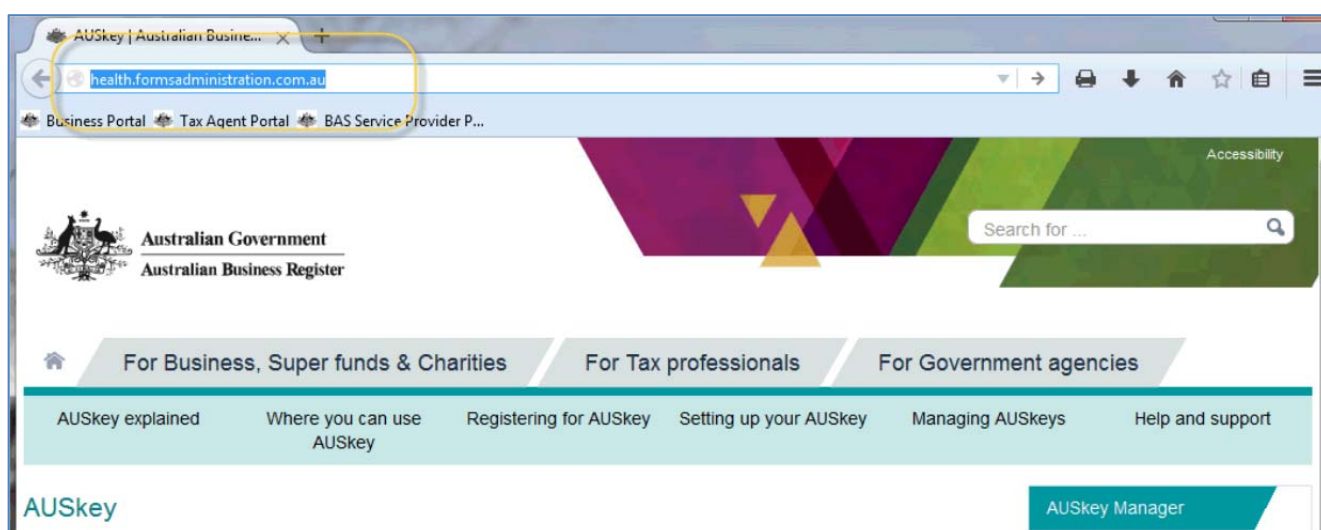 AUSkey | Australian Busine...
health.formsadministration.com.au
Business Portal Tax Agent Portal BAS Service Provider P...
Accessibility
Search for ...
Australian Government
Australian Business Register
For Business, Super funds & Charities For Tax professionals For Government agencies
AUSkey explained Where you can use Registering for AUSkey Setting up your AUSkey Managing AUSkeys Help and support
AUSkey
AUSkey AUSkey Manager